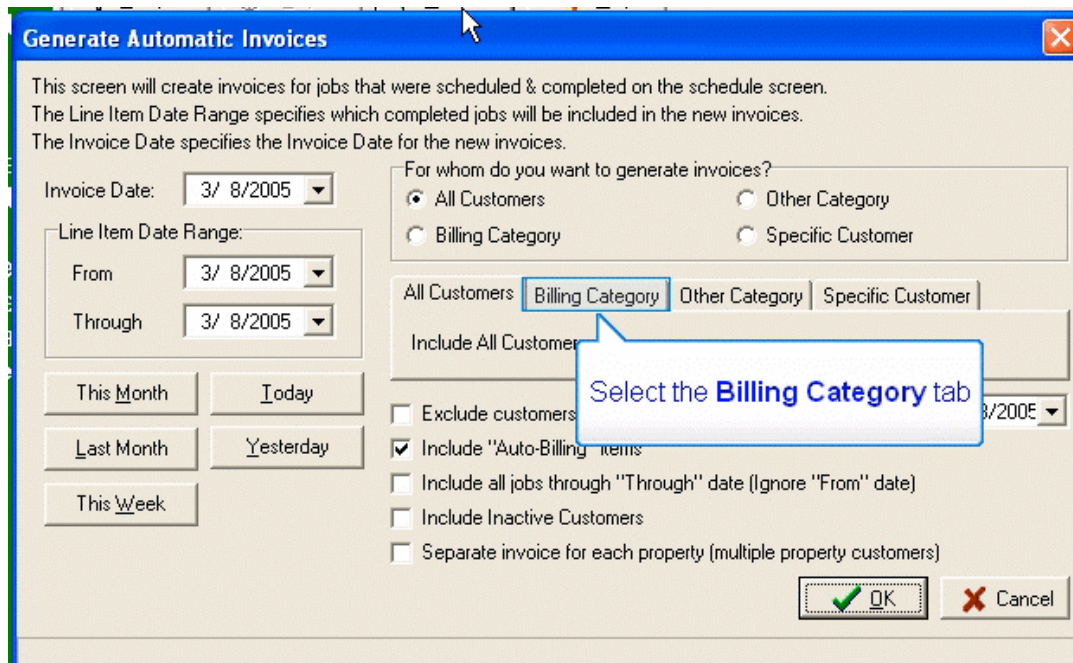 Generate Automatic Invoices
This screen will create invoices for jobs that were scheduled & completed on the schedule screen.
The Line Item Date Range specifies which completed jobs will be included in the new invoices.
The Invoice Date specifies the Invoice Date for the new invoices.
Invoice Date: 3/ 8/2005
Line Item Date Range:
From 3/ 8/2005
Through 3/ 8/2005
This Month Today
Last Month Yesterday
This Week
For whom do you want to generate invoices?
All Customers Other Category
Billing Category Specific Customer
All Customers Billing Category Other Category Specific Customer
Include All Customer
Select the Billing Category tab
Exclude customers 8/2005
Include "Auto-Billing" items
Include all jobs through "Through" date (Ignore "From" date)
Include Inactive Customers
Separate invoice for each property (multiple property customers)
OK Cancel